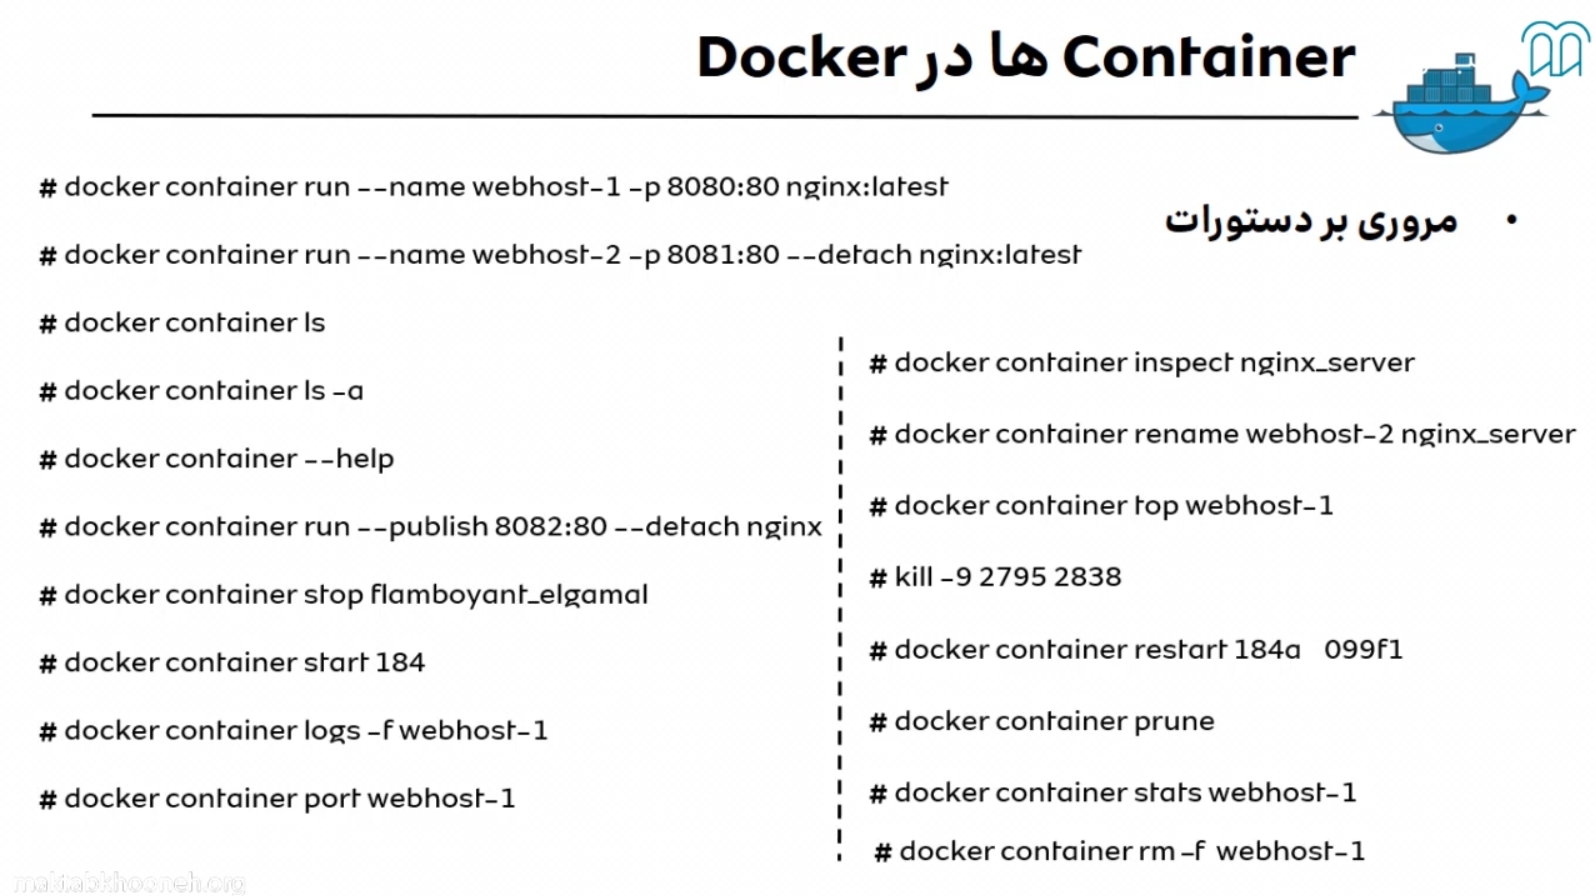 Container ها در Docker
• مروری بر دستورات
# docker container run --name webhost-1 -p 8080:80 nginx:latest
# docker container run --name webhost-2 -p 8081:80 --detach nginx:latest
# docker container ls
# docker container ls -a
# docker container --help
# docker container run --publish 8082:80 --detach nginx
# docker container stop flamboyant_elgamal
# docker container start 184
# docker container logs -f webhost-1
# docker container port webhost-1
# docker container inspect nginx_server
# docker container rename webhost-2 nginx_server
# docker container top webhost-1
# kill -9 2795 2838
# docker container restart 184a 099f1
# docker container prune
# docker container stats webhost-1
# docker container rm -f webhost-1
maktabkhooneh.org